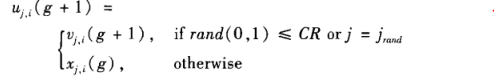 u_{j,i}(g + 1) =
v_{j,i}(g + 1), if rand(0,1) ≤ CR or j = j_{rand}
x_{j,i}(g), otherwise